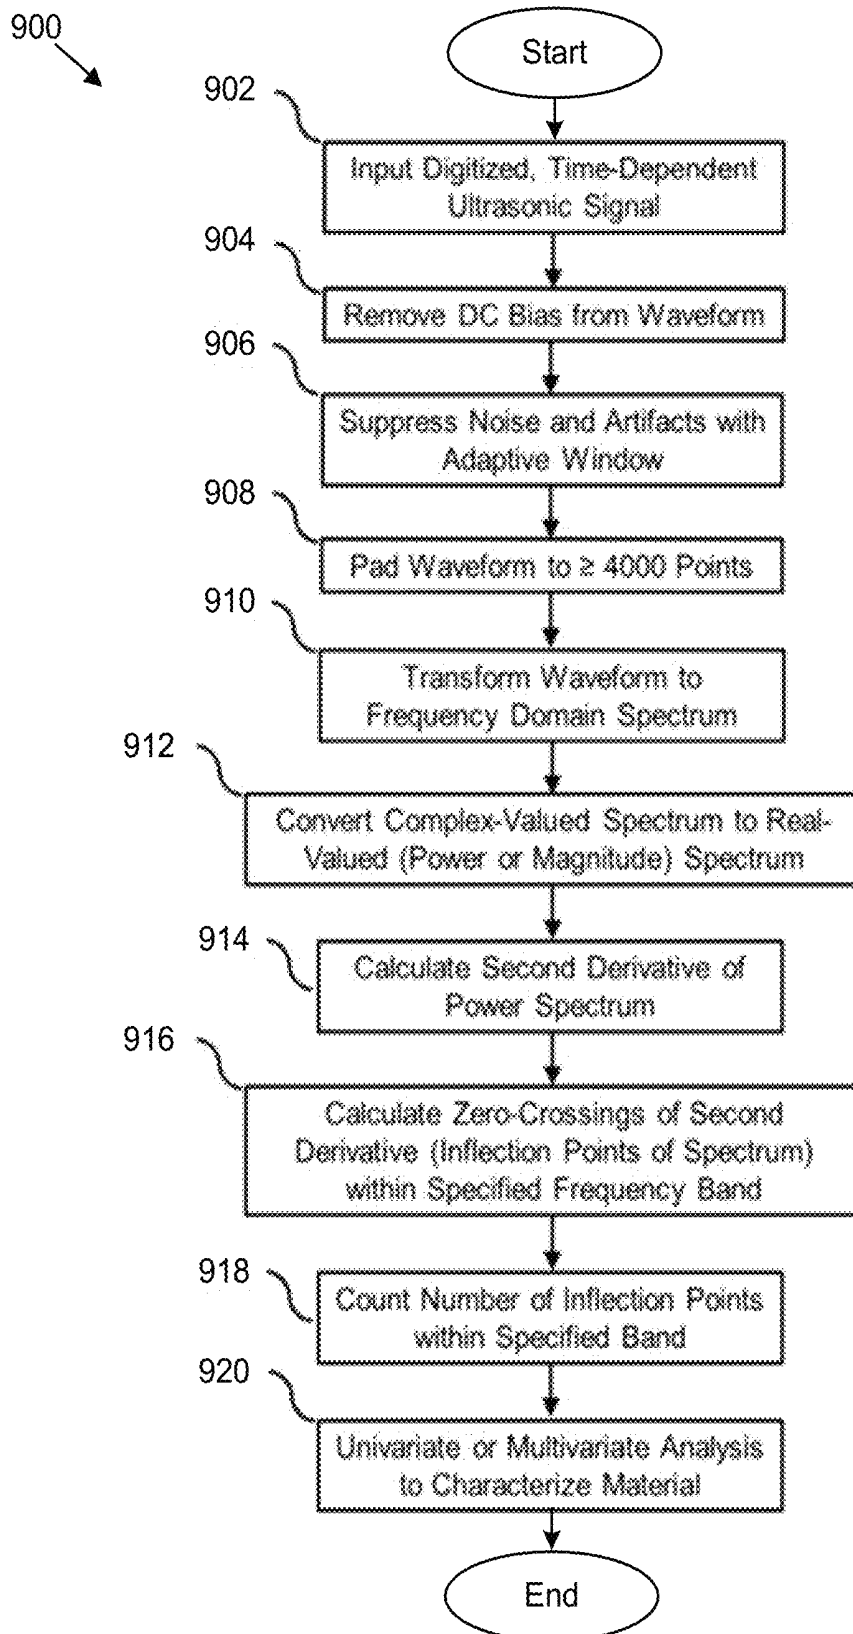 900
Start
902
Input Digitized, Time-Dependent
Ultrasonic Signal
904
Remove DC Bias from Waveform
906
Suppress Noise and Artifacts with
Adaptive Window
908
Pad Waveform to ≥ 4000 Points
910
Transform Waveform to
Frequency Domain Spectrum
912
Convert Complex-Valued Spectrum to Real-
Valued (Power or Magnitude) Spectrum
914
Calculate Second Derivative of
Power Spectrum
916
Calculate Zero-Crossings of Second
Derivative (Inflection Points of Spectrum)
within Specified Frequency Band
918
Count Number of Inflection Points
within Specified Band
920
Univariate or Multivariate Analysis
to Characterize Material
End